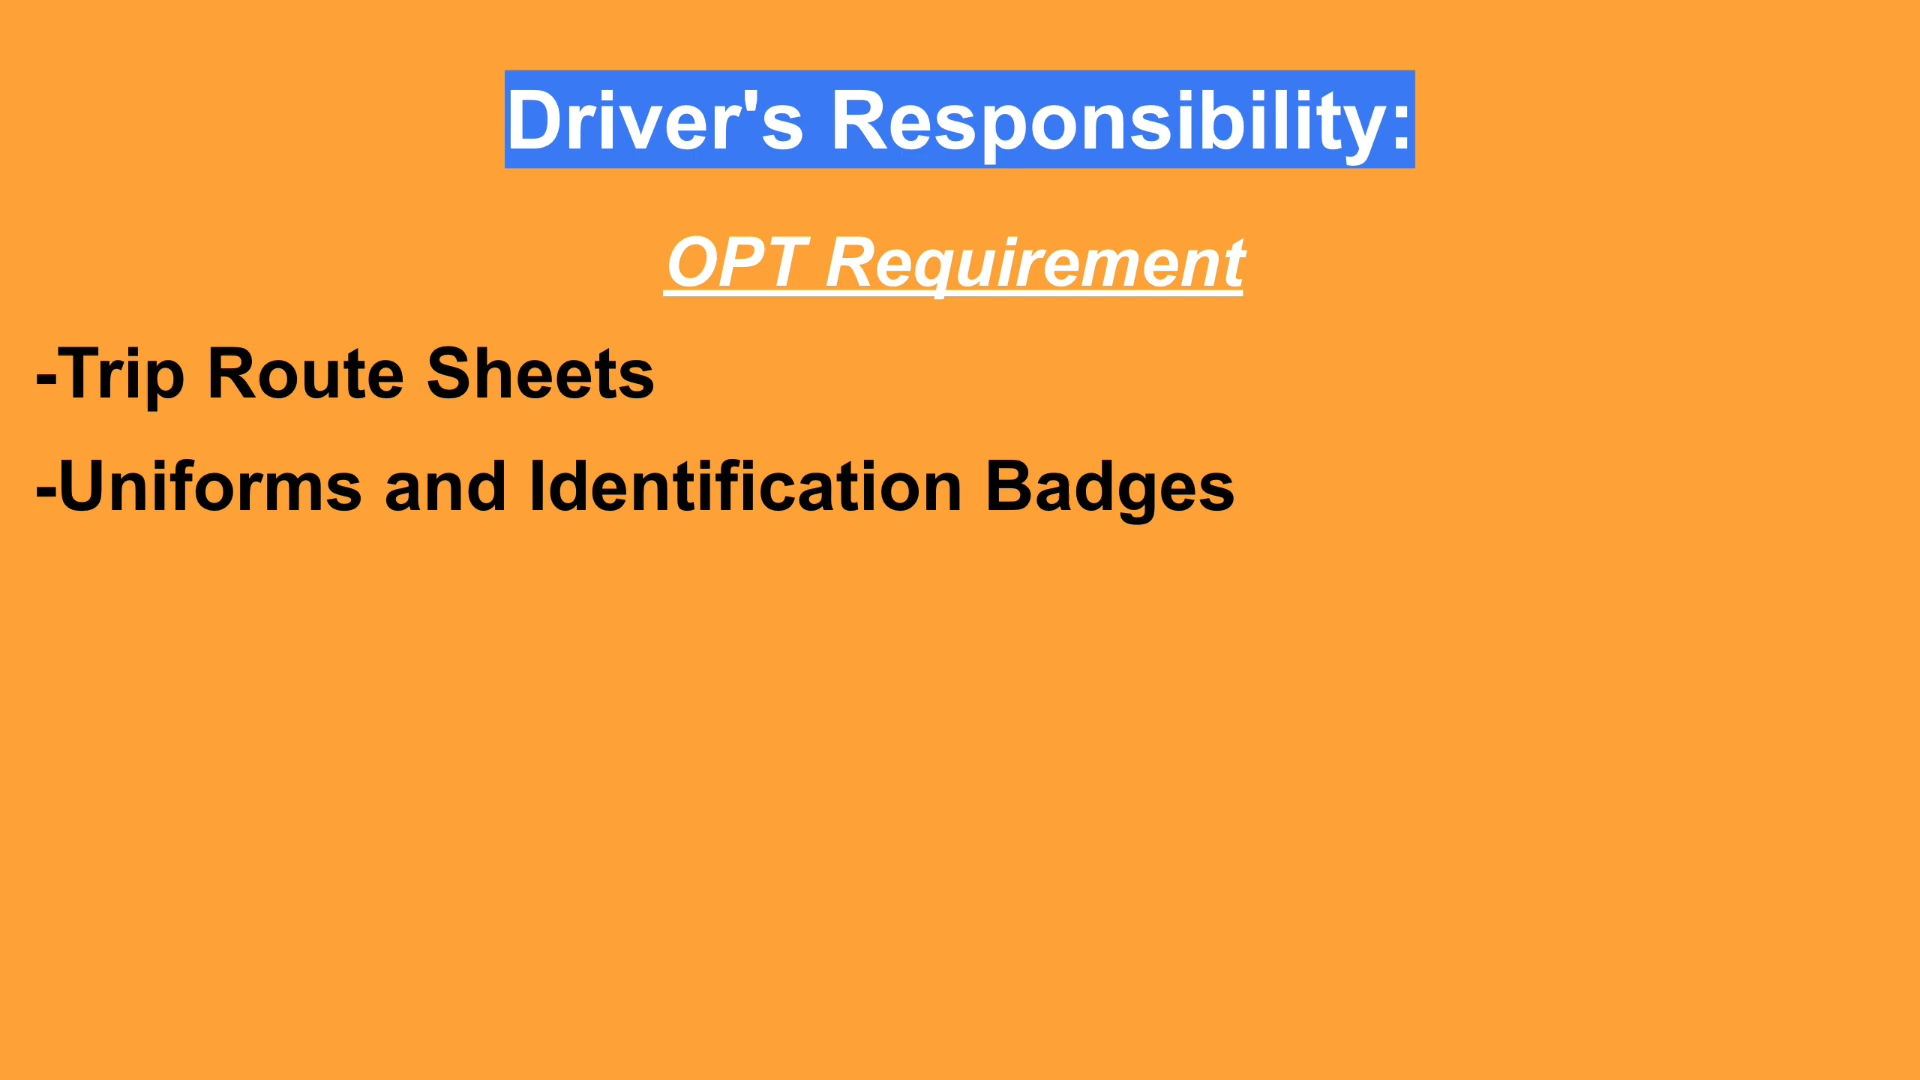 Driver's Responsibility:
OPT Requirement
-Trip Route Sheets
-Uniforms and Identification Badges